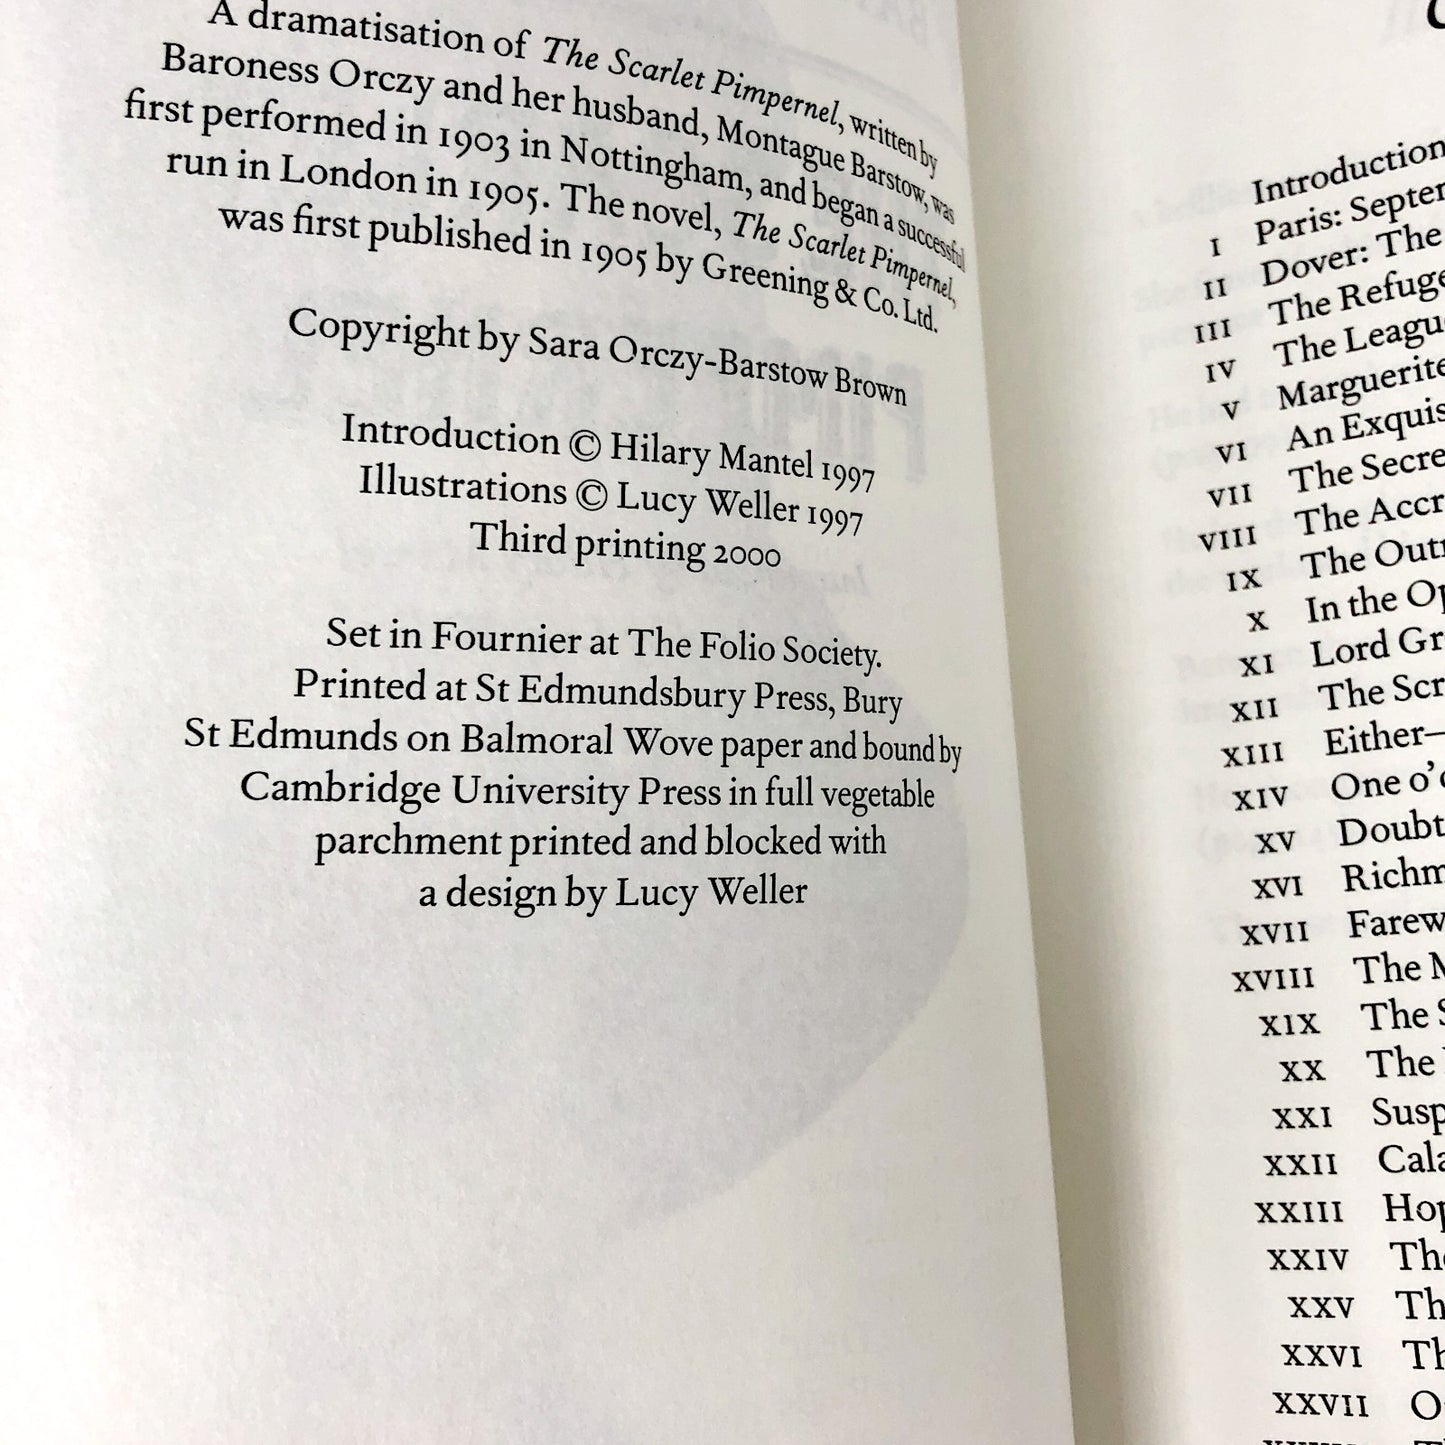 A dramatisation of The Scarlet Pimpernel, written by
Baroness Orczy and her husband, Montague Barstow, was
first performed in 1903 in Nottingham, and began a successful
run in London in 1905. The novel, The Scarlet Pimpernel,
was first published in 1905 by Greening & Co. Ltd.
Copyright by Sara Orczy-Barstow Brown
Introduction © Hilary Mantel 1997
Illustrations © Lucy Weller 1997
Third printing 2000
Set in Fournier at The Folio Society.
Printed at St Edmundsbury Press, Bury
St Edmunds on Balmoral Wove paper and bound by
Cambridge University Press in full vegetable
parchment printed and blocked with
a design by Lucy Weller
Introduction
I Paris: Septem
II Dover: The
III The Refuge
IV The League
V Marguerite
VI An Exquis
VII The Secre
VIII The Accr
IX The Out
X In the Op
XI Lord Gr
XII The Scr
XIII Either—
XIV One o'c
XV Doubt
XVI Richm
XVII Farew
XVIII The M
XIX The S
XX The
XXI Susp
XXII Cala
XXIII Hop
XXIV The
XXV Th
XXVI Th
XXVII O